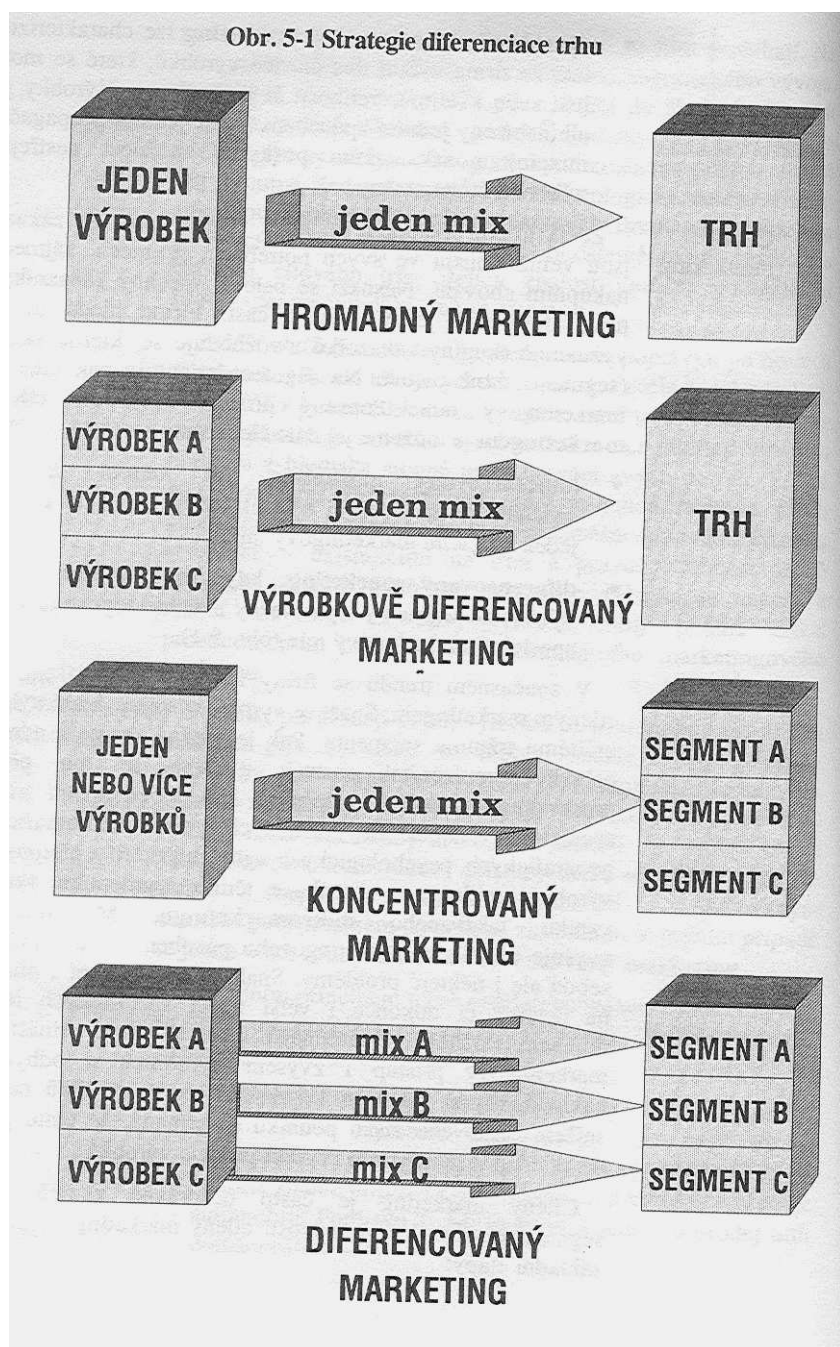 Obr. 5-1 Strategie diferenciace trhu
JEDEN
VÝROBEK
jeden mix
TRH
HROMADNÝ MARKETING
VÝROBEK A
VÝROBEK B
VÝROBEK C
jeden mix
TRH
VÝROBKOVĚ DIFERENCOVANÝ
MARKETING
JEDEN
NEBO VÍCE
VÝROBKŮ
jeden mix
SEGMENT A
SEGMENT B
SEGMENT C
KONCENTROVANÝ
MARKETING
VÝROBEK A
VÝROBEK B
VÝROBEK C
mix A
mix B
mix C
SEGMENT A
SEGMENT B
SEGMENT C
DIFERENCOVANÝ
MARKETING